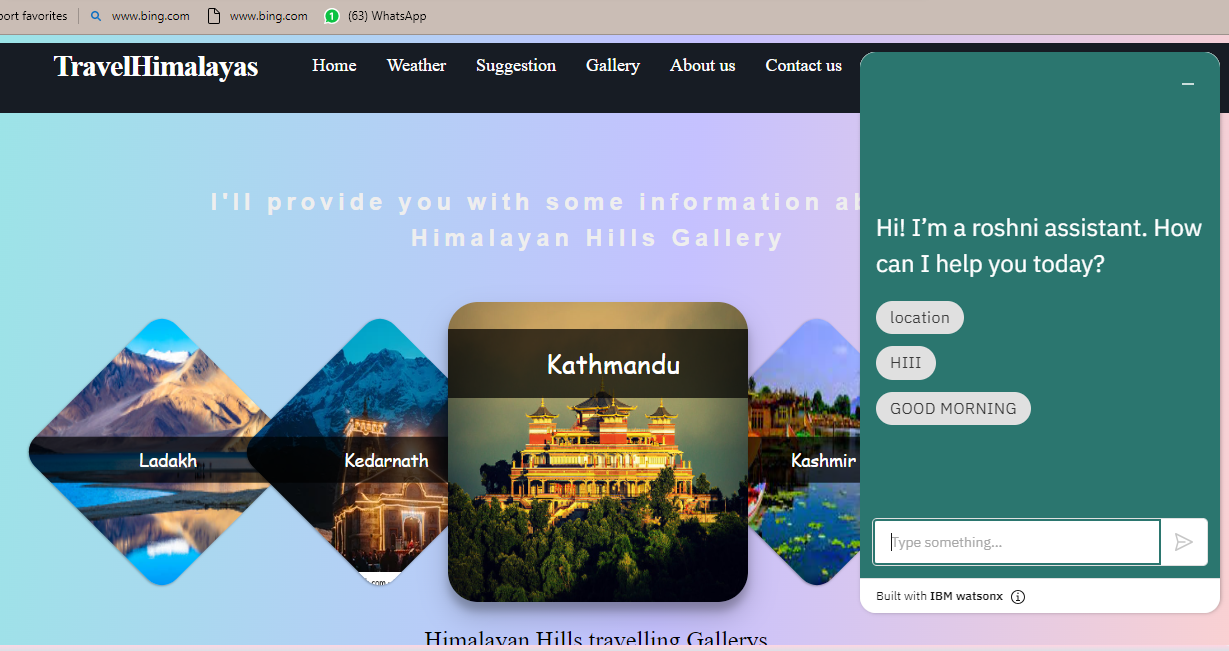 port favorites
www.bing.com
www.bing.com
1
(63) WhatsApp
TravelHimalayas
Home Weather Suggestion Gallery About us Contact us
I'll provide you with some information
Himalayan Hills Gallery
Ladakh
Kedarnath
Kathmandu
Kashmir
Himalayan Hills travelling Gallerys
Hi! I’m a roshni assistant. How
can I help you today?
location
HIII
GOOD MORNING
Type something...
Built with IBM watsonx